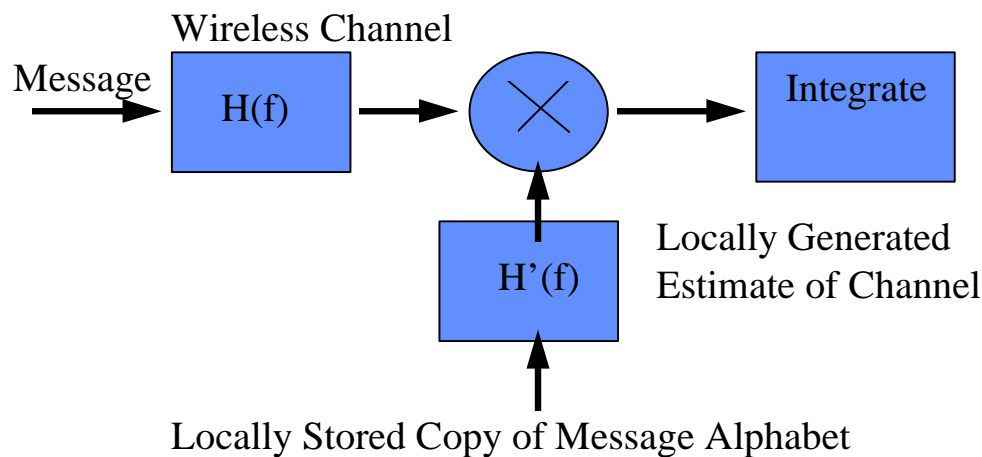 Wireless Channel
Message
H(f)
Integrate
H’(f)
Locally Generated
Estimate of Channel
Locally Stored Copy of Message Alphabet